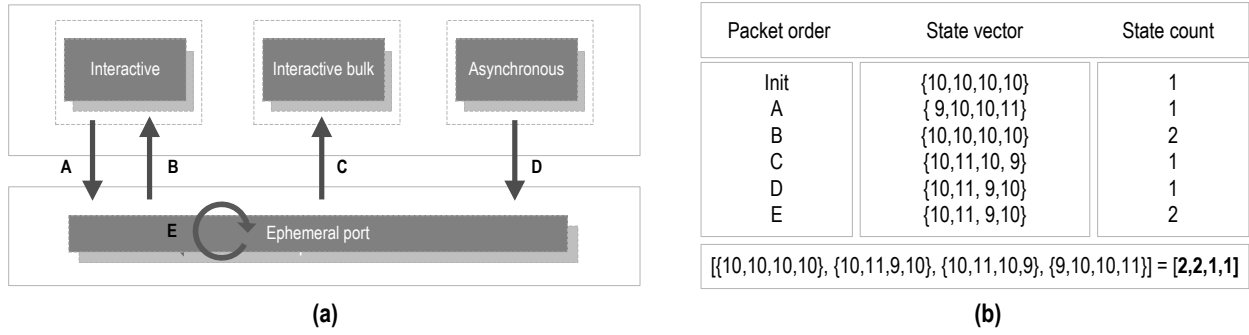 Interactive
Interactive bulk
Asynchronous
A
B
C
D
E
Ephemeral port
(a)
Packet order State vector State count
Init {10,10,10,10} 1
A { 9,10,10,11} 1
B {10,10,10,10} 2
C {10,11,10, 9} 1
D {10,11, 9,10} 1
E {10,11, 9,10} 2
[{10,10,10,10}, {10,11,9,10}, {10,11,10,9}, {9,10,10,11}] = [2,2,1,1]
(b)